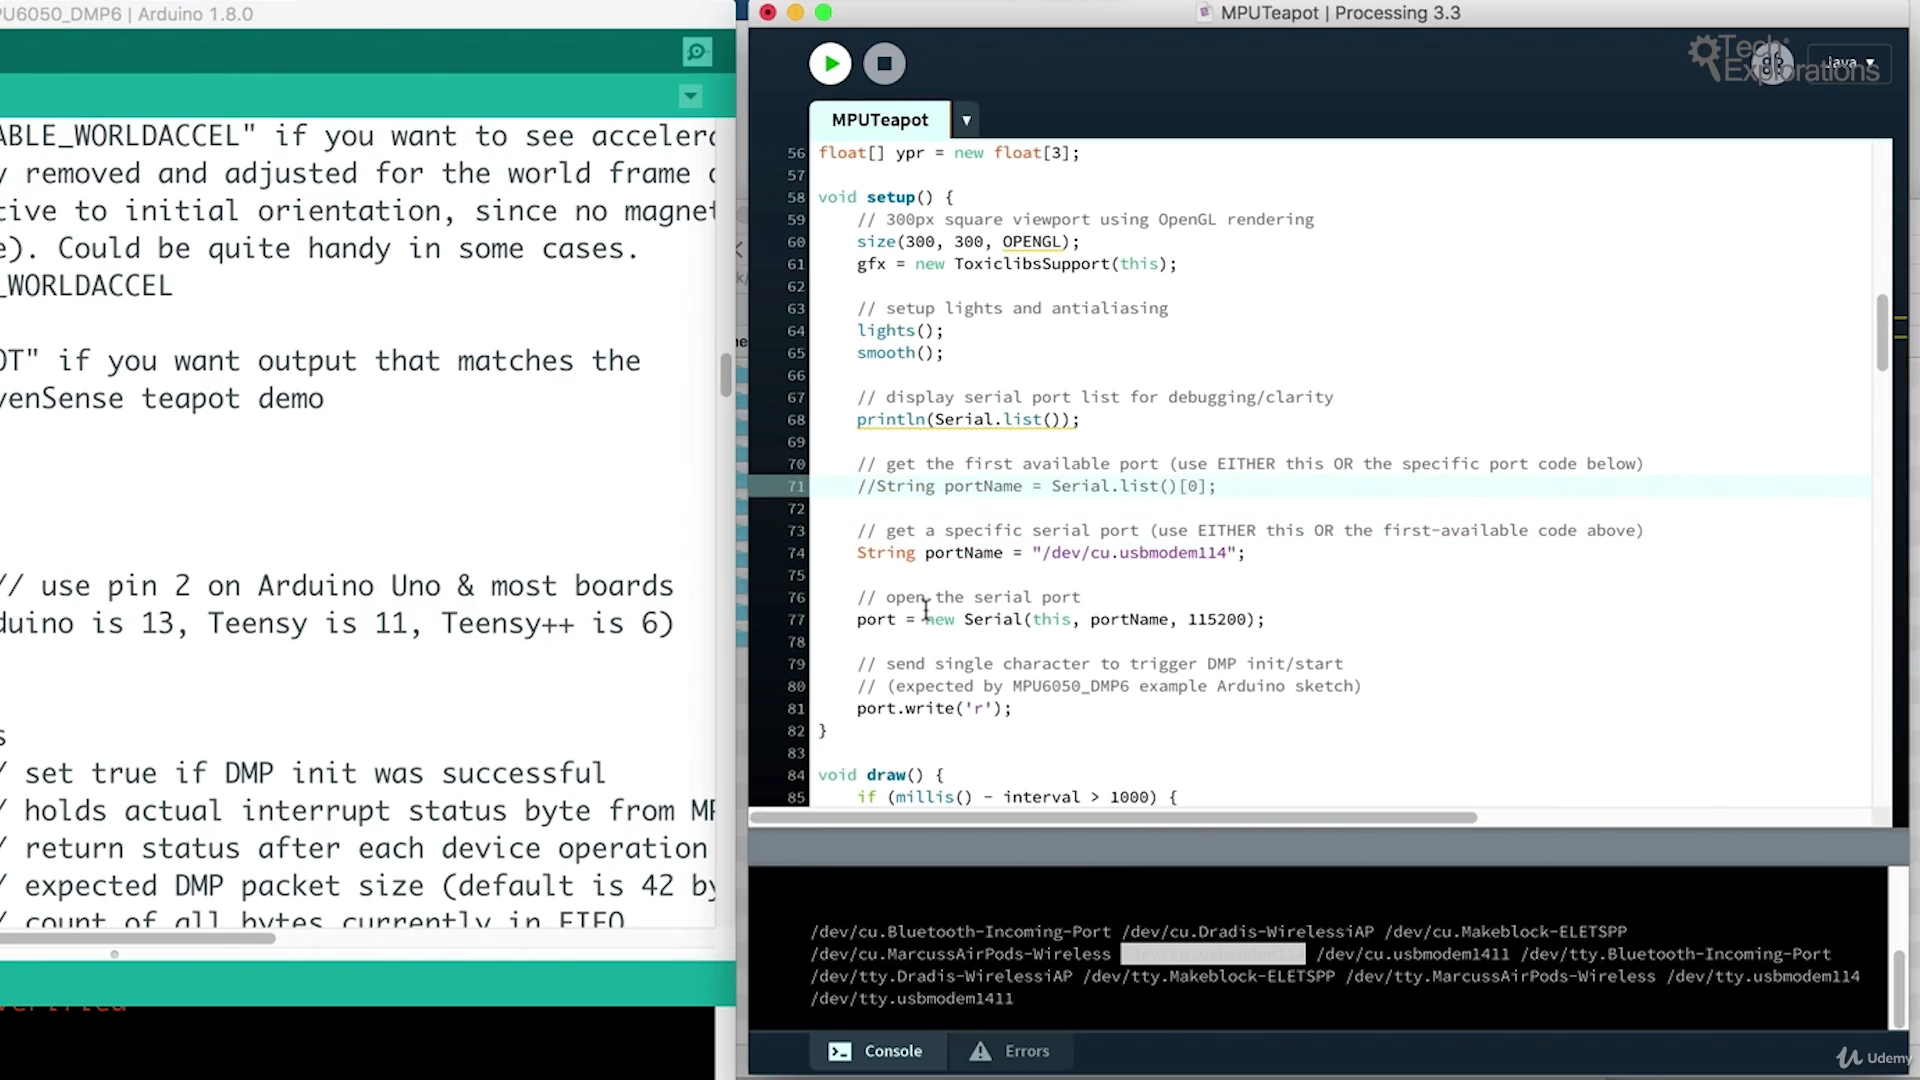 PU6050_DMP6 | Arduino 1.8.0
ABLE_WORLDACCEL" if you want to see accelera
y removed and adjusted for the world frame o
tive to initial orientation, since no magnet
e). Could be quite handy in some cases.
_WORLDACCEL
OT" if you want output that matches the
venSense teapot demo
// use pin 2 on Arduino Uno & most boards
duino is 13, Teensy is 11, Teensy++ is 6)
s
/ set true if DMP init was successful
/ holds actual interrupt status byte from MP
/ return status after each device operation
/ expected DMP packet size (default is 42 by
/ count of all bytes currently in FIFO
MPUTeapot | Processing 3.3
Tech Explorations
Java ▼
MPUTeapot ▼
56 float[] ypr = new float[3];
57
58 void setup() {
59 // 300px square viewport using OpenGL rendering
60 size(300, 300, OPENGL);
61 gfx = new ToxiclibsSupport(this);
62
63 // setup lights and antialiasing
64 lights();
65 smooth();
66
67 // display serial port list for debugging/clarity
68 println(Serial.list());
69
70 // get the first available port (use EITHER this OR the specific port code below)
71 //String portName = Serial.list()[0];
72
73 // get a specific serial port (use EITHER this OR the first-available code above)
74 String portName = "/dev/cu.usbmodem114";
75
76 // open the serial port
77 port = new Serial(this, portName, 115200);
78
79 // send single character to trigger DMP init/start
80 // (expected by MPU6050_DMP6 example Arduino sketch)
81 port.write('r');
82 }
83
84 void draw() {
85 if (millis() - interval > 1000) {
/dev/cu.Bluetooth-Incoming-Port /dev/cu.Dradis-WirelessiAP /dev/cu.Makeblock-ELETSPP
/dev/cu.MarcussAirPods-Wireless /dev/cu.usbmodem1411 /dev/tty.Bluetooth-Incoming-Port
/dev/tty.Dradis-WirelessiAP /dev/tty.Makeblock-ELETSPP /dev/tty.MarcussAirPods-Wireless /dev/tty.usbmodem114
/dev/tty.usbmodem1411
Console
Errors
Udemy